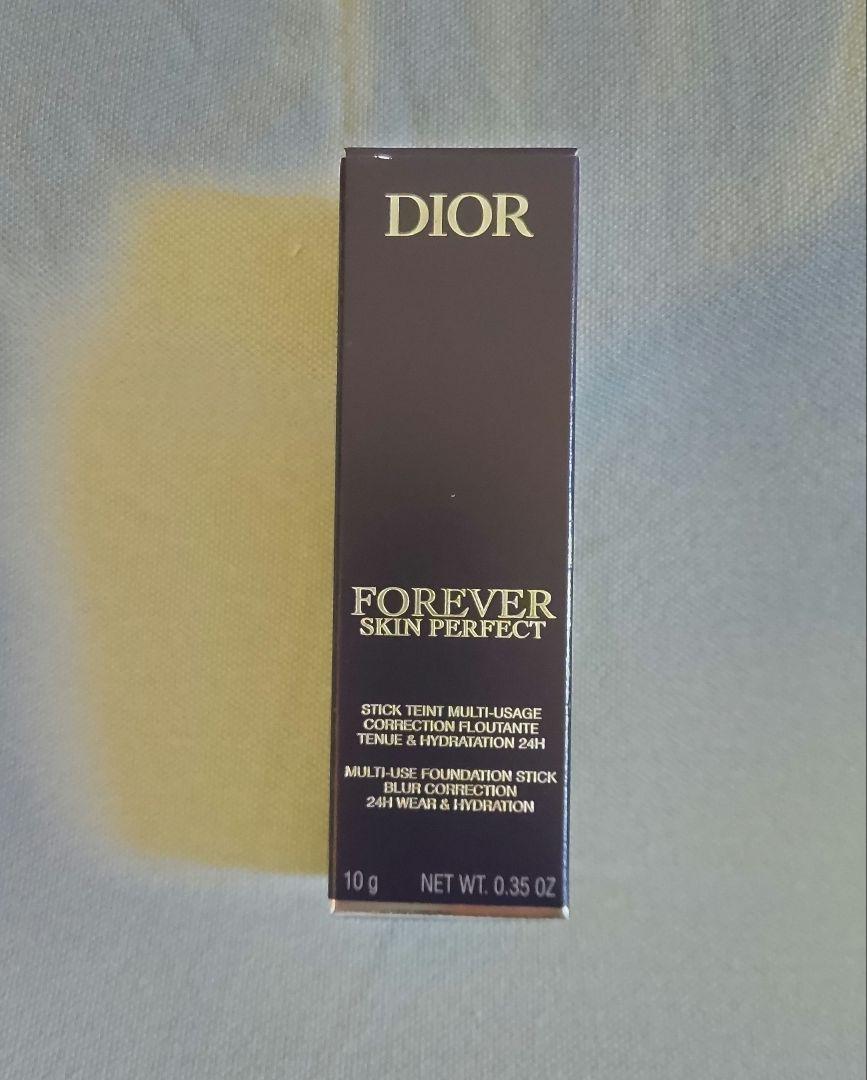 DIOR
FOREVER
SKIN PERFECT
STICK TEINT MULTI-USAGE
CORRECTION FLOUTANTE
TENUE & HYDRATATION 24H
MULTI-USE FOUNDATION STICK
BLUR CORRECTION
24H WEAR & HYDRATION
10 g NET WT. 0.35 OZ